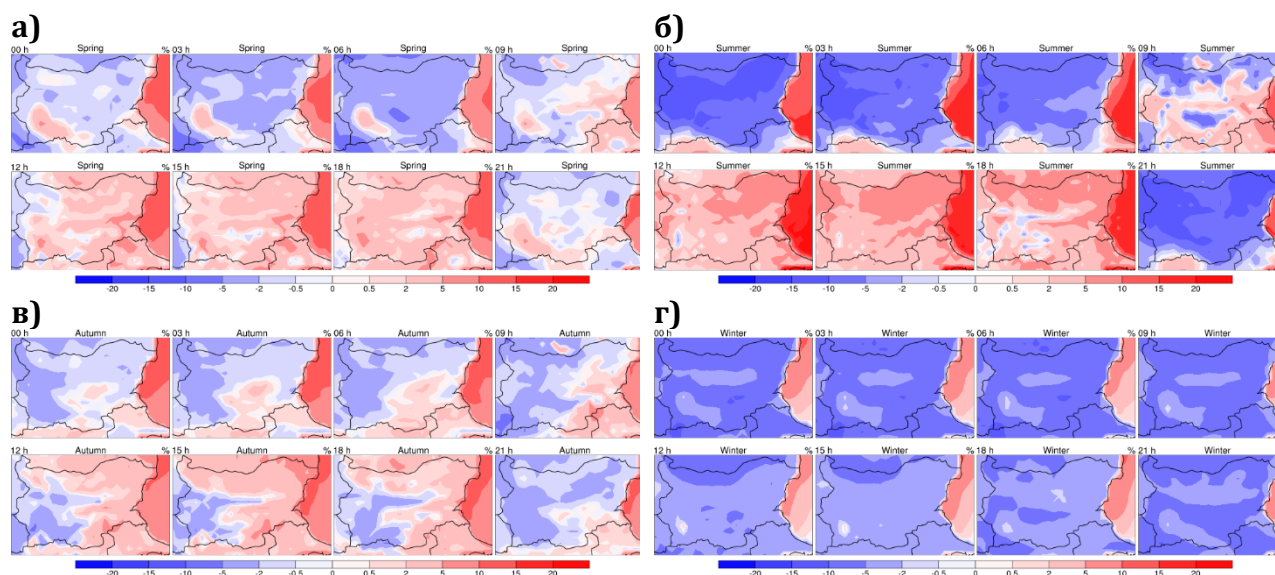 а)
00 h Spring %
03 h Spring %
06 h Spring %
09 h Spring
12 h Spring %
15 h Spring %
18 h Spring %
21 h Spring
-20 -15 -10 -5 -2 -0.5 0 0.5 2 5 10 15 20
б)
00 h Summer %
03 h Summer %
06 h Summer %
09 h Summer
12 h Summer %
15 h Summer %
18 h Summer %
21 h Summer
-20 -15 -10 -5 -2 -0.5 0 0.5 2 5 10 15 20
в)
00 h Autumn %
03 h Autumn %
06 h Autumn %
09 h Autumn
12 h Autumn %
15 h Autumn %
18 h Autumn %
21 h Autumn
-20 -15 -10 -5 -2 -0.5 0 0.5 2 5 10 15 20
г)
00 h Winter %
03 h Winter %
06 h Winter %
09 h Winter
12 h Winter %
15 h Winter %
18 h Winter %
21 h Winter
-20 -15 -10 -5 -2 -0.5 0 0.5 2 5 10 15 20